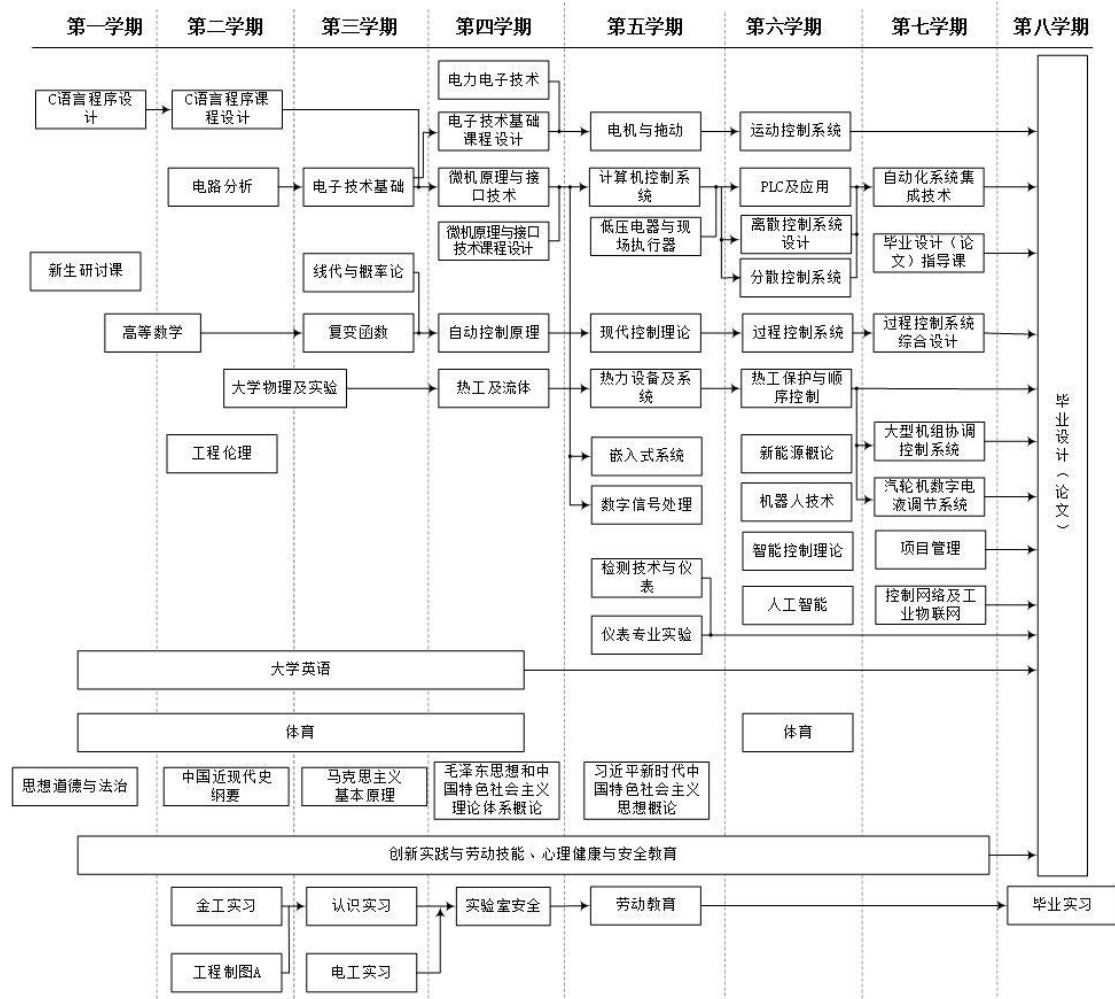 第一学期
第二学期
第三学期
第四学期
第五学期
第六学期
第七学期
第八学期
电力电子技术
C语言程序设
计
C语言程序课
程设计
电子技术基础
课程设计
电机与拖动
运动控制系统
电路分析
电子技术基础
微机原理与接
口技术
计算机控制系
统
PLC及应用
自动化系统集
成技术
微机原理与接口
技术课程设计
低压电器与现
场执行器
离散控制系统
设计
毕业设计（论
文）指导课
新生研讨课
线代与概率论
分散控制系统
高等数学
复变函数
自动控制原理
现代控制理论
过程控制系统
过程控制系统
综合设计
大学物理及实验
热工及流体
热力设备及系
统
热工保护与顺
序控制
毕业设计（论文）
工程伦理
嵌入式系统
新能源概论
大型机组协调
控制系统
数字信号处理
机器人技术
汽轮机数字电
液调节系统
检测技术与仪
表
智能控制理论
项目管理
人工智能
控制网络及工
业物联网
仪表专业实验
大学英语
体育
体育
思想道德与法治
中国近现代史
纲要
马克思主义
基本原理
毛泽东思想和中
国特色社会主义
理论体系概论
习近平新时代中
国特色社会主义
思想概论
创新实践与劳动技能、心理健康与安全教育
金工实习
认识实习
实验室安全
劳动教育
毕业实习
工程制图A
电工实习